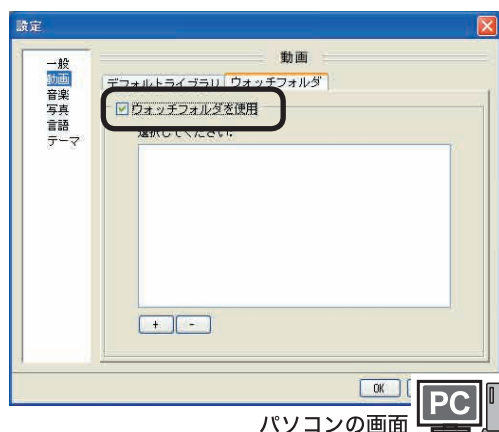 設定
一般
動画
音楽
写真
言語
テーマ
動画
デフォルトライブラリ ウォッチフォルダ
ウォッチフォルダを使用
選択してください:
+ -
OK
PC
パソコンの画面